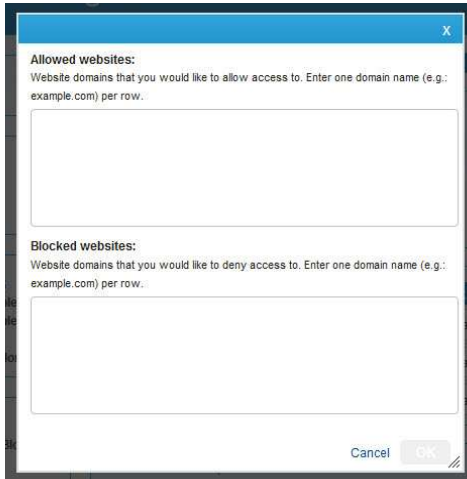 X
Allowed websites:
Website domains that you would like to allow access to. Enter one domain name (e.g.:
example.com) per row.
Blocked websites:
Website domains that you would like to deny access to. Enter one domain name (e.g.:
example.com) per row.
Cancel OK